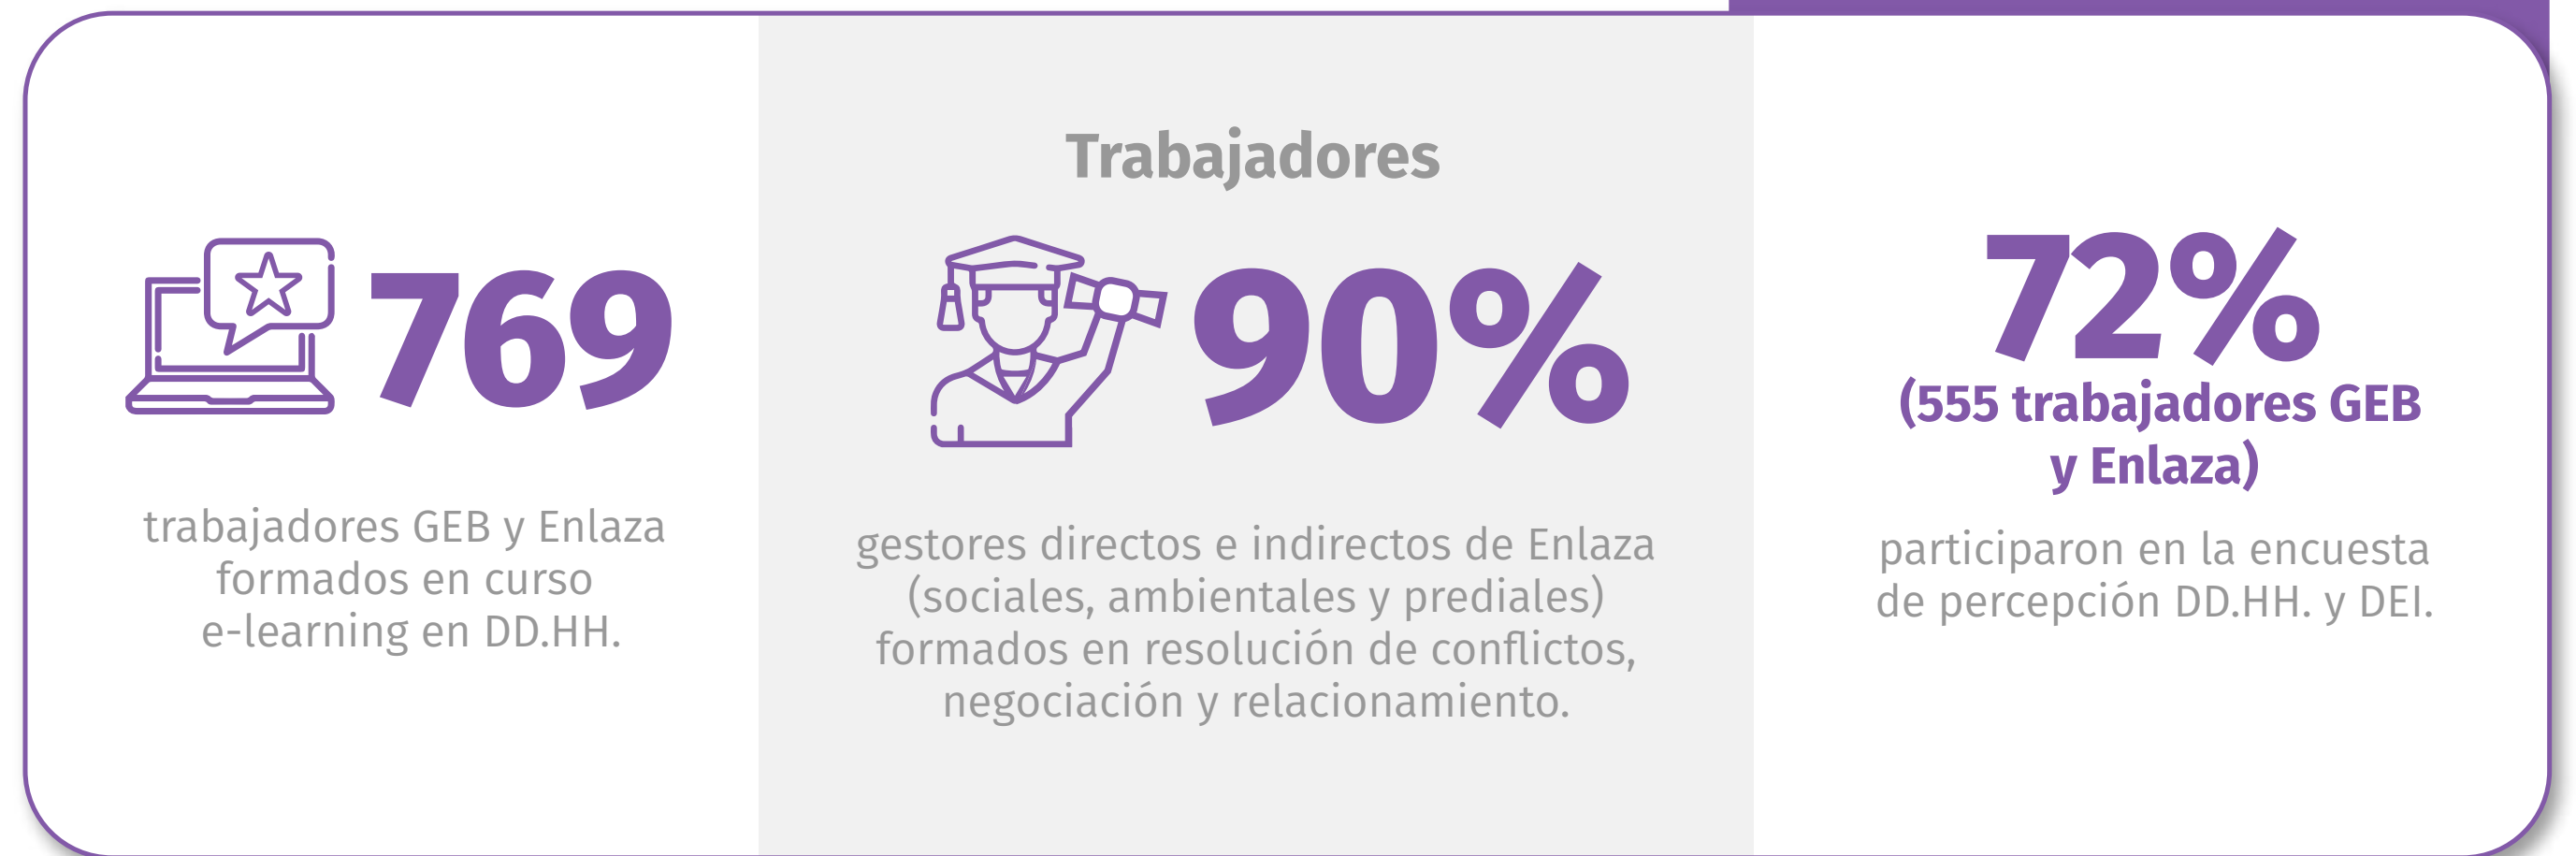 769
trabajadores GEB y Enlaza
formados en curso
e-learning en DD.HH.
Trabajadores
90%
gestores directos e indirectos de Enlaza
(sociales, ambientales y prediales)
formados en resolución de conflictos,
negociación y relacionamiento.
72%
(555 trabajadores GEB
y Enlaza)
participaron en la encuesta
de percepción DD.HH. y DEI.